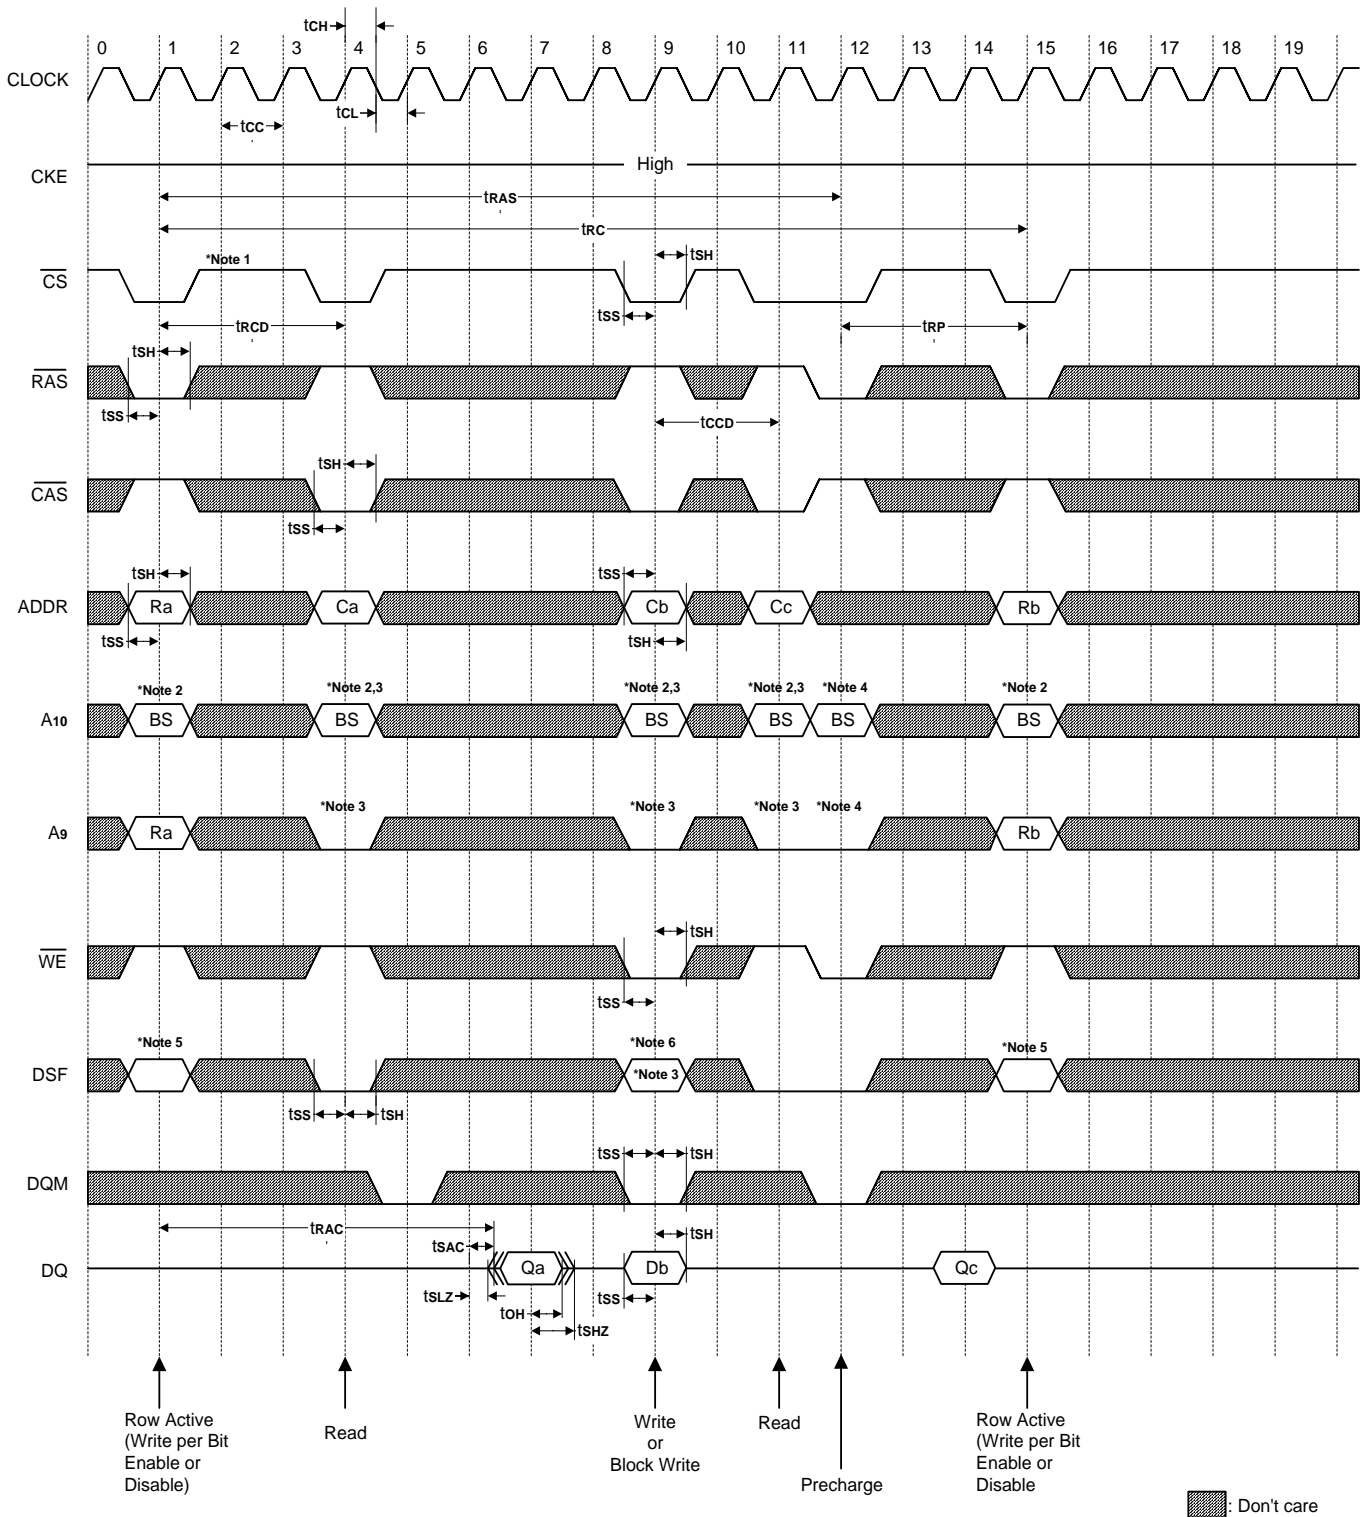 tCH
0 1 2 3 4 5 6 7 8 9 10 11 12 13 14 15 16 17 18 19
CLOCK
tCL
tCC
High
CKE
tRAS
tRC
*Note 1
tSH
CS
tSS
tRCD
tRP
tSH
RAS
tSS
tCCD
tSH
CAS
tSS
tSH
tSS
ADDR
Ra
Ca
Cb
Cc
Rb
tSS
tSH
*Note 2
*Note 2,3
*Note 2,3
*Note 2,3
*Note 4
*Note 2
A10
BS
BS
BS
BS
BS
BS
*Note 3
*Note 3
*Note 3
*Note 4
A9
Ra
Rb
tSH
WE
tSS
*Note 5
*Note 6
*Note 5
DSF
*Note 3
tSS
tSH
tSS
tSH
DQM
tRAC
tSH
tSAC
DQ
Qa
Db
Qc
tSLZ
tOH
tSS
tSHZ
Row Active
(Write per Bit
Enable or
Disable)
Read
Write
or
Block Write
Read
Precharge
Row Active
(Write per Bit
Enable or
Disable
: Don't care